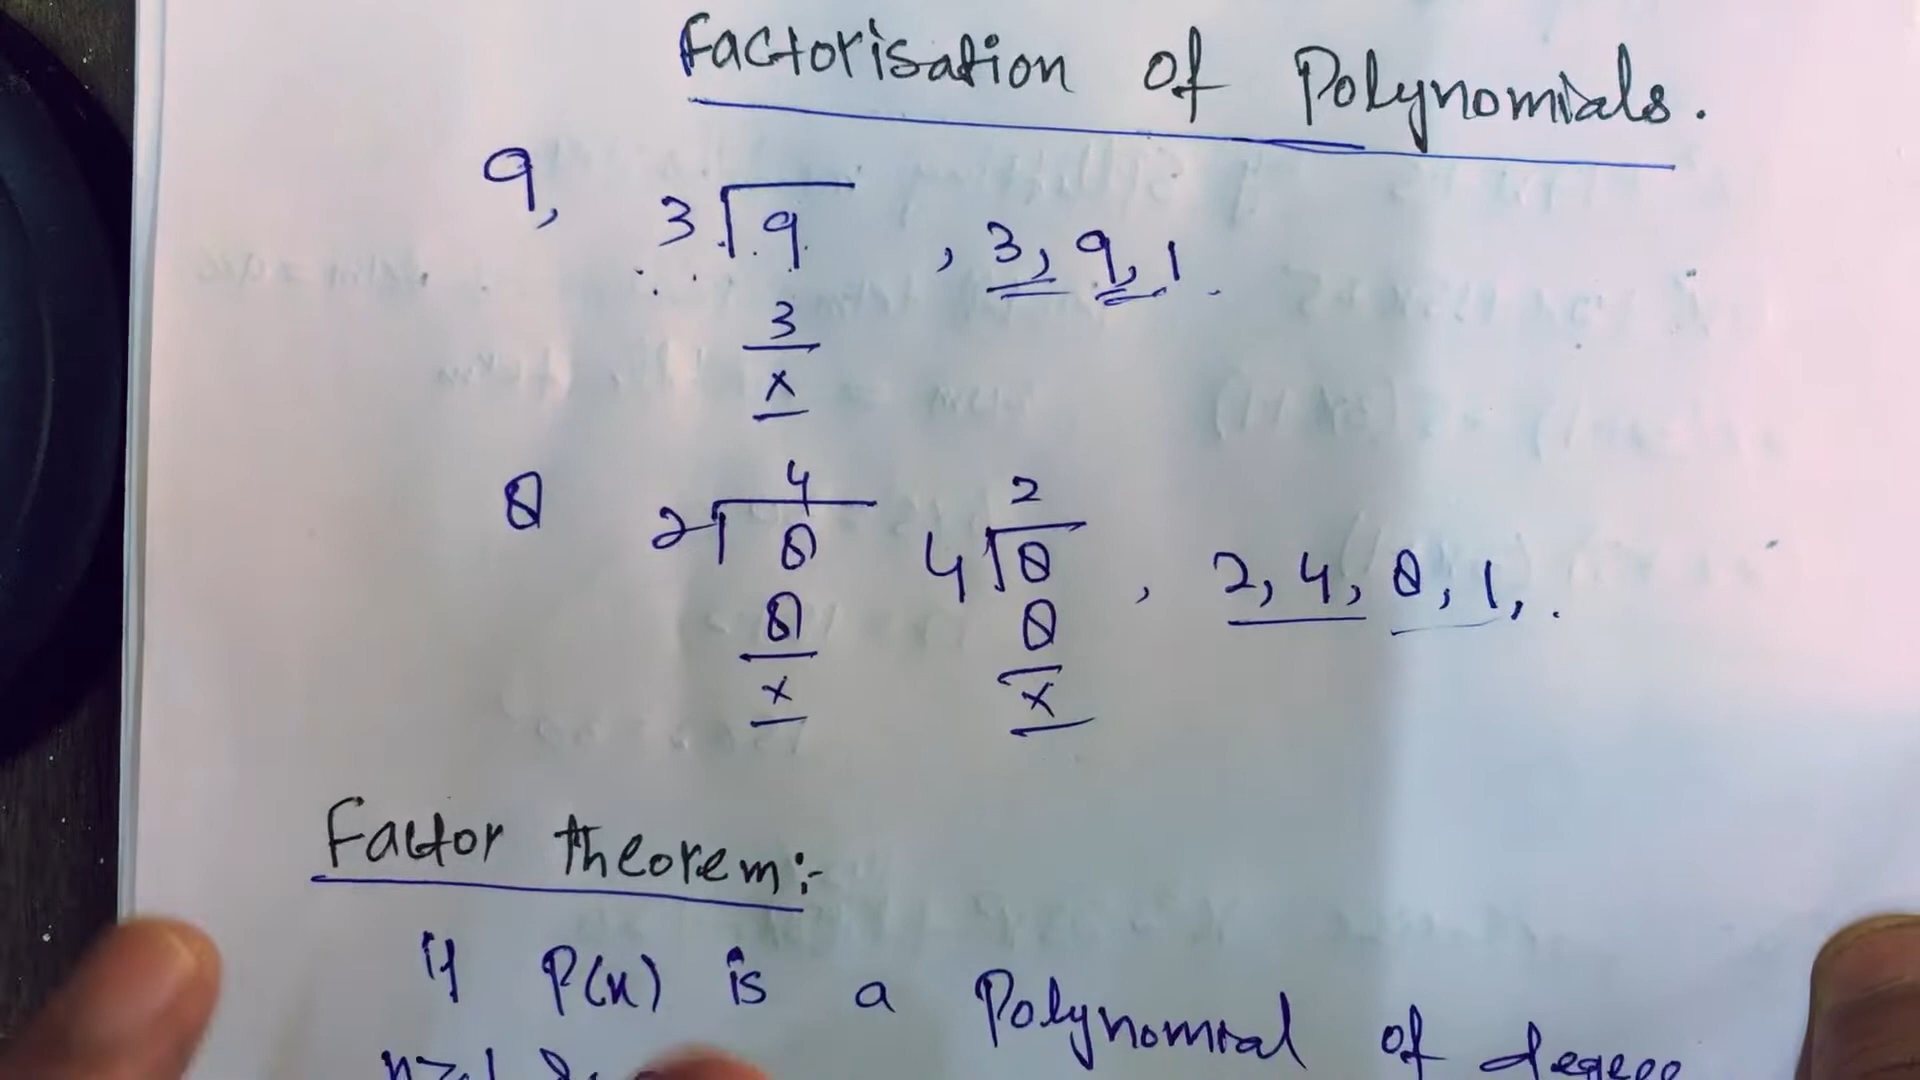 Factorisation of Polynomials.
9, 3 9 , 3, 9, 1.
3
x
8 2 4 8 4 2 8 , 2, 4, 8, 1,.
8 8
x x
Factor theorem:-
if P(x) is a Polynomial of degree
n≥1